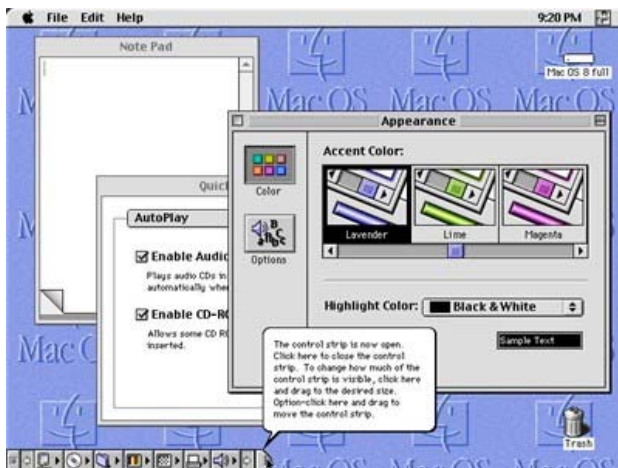 File Edit Help
9:20 PM
Note Pad
Mac OS 8 full
Mac OS Mac OS Mac OS
Appearance
Color
Options
Accent Color:
Lavender
Lime
Magenta
Highlight Color:
Black & White
Sample Text
Quick
AutoPlay
Enable Audio
Plays audio CDs in
automatically whe
Enable CD-RO
Allows some CD RO
inserted.
The control strip is now open.
Click here to close the control
strip. To change how much of the
control strip is visible, click here
and drag to the desired size.
Option-click here and drag to
move the control strip.
Mac O
Trash